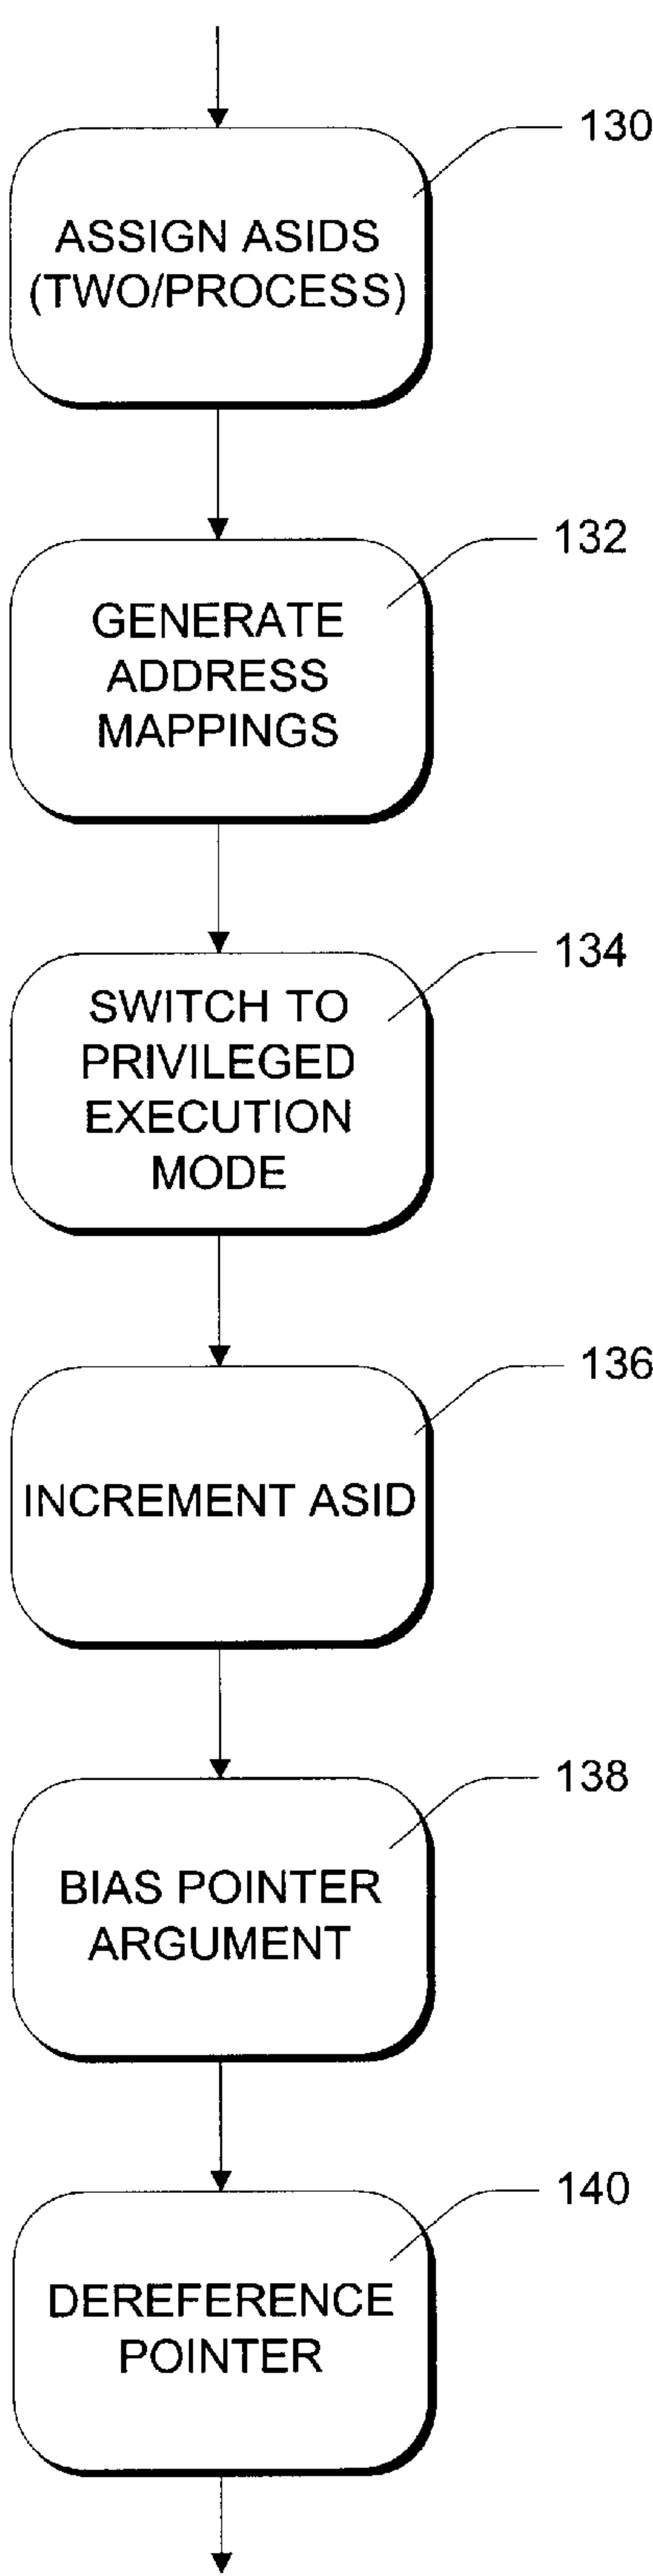 130
ASSIGN ASIDS
(TWO/PROCESS)
132
GENERATE
ADDRESS
MAPPINGS
134
SWITCH TO
PRIVILEGED
EXECUTION
MODE
136
INCREMENT ASID
138
BIAS POINTER
ARGUMENT
140
DEREFERENCE
POINTER